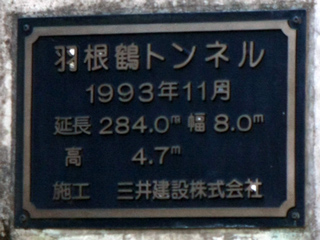 羽根鶴トンネル
1993年11月
延長 284.0m 幅 8.0m
高 4.7m
施工 三井建設株式会社